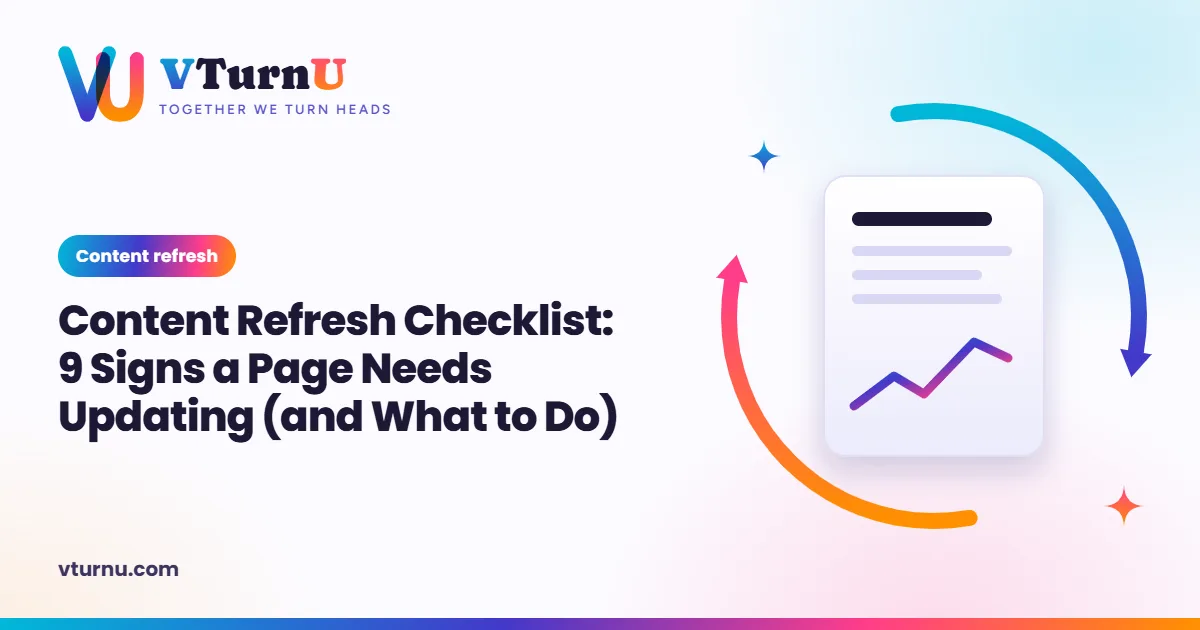 VTurnU
TOGETHER WE TURN HEADS
Content refresh
Content Refresh Checklist:
9 Signs a Page Needs
Updating (and What to Do)
vturnu.com